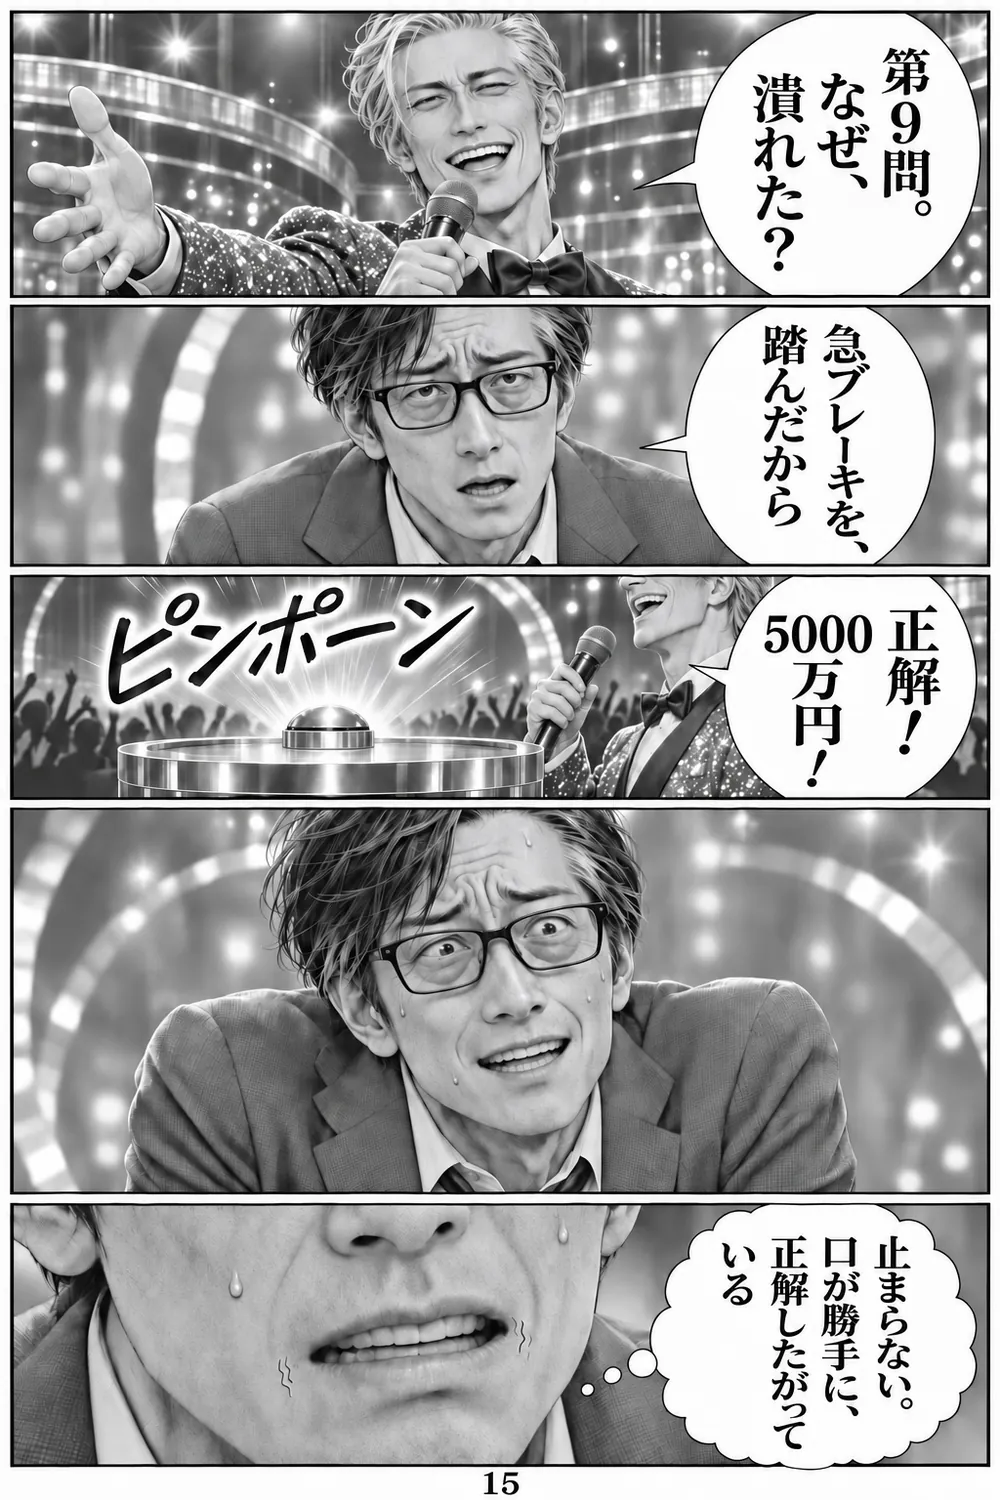 第9問。
なぜ、
潰れた？
急ブレーキを、
踏んだから
ピンポーン
正解！
5000
万円！
止まらない。
口が勝手に、
正解したがって
いる
15